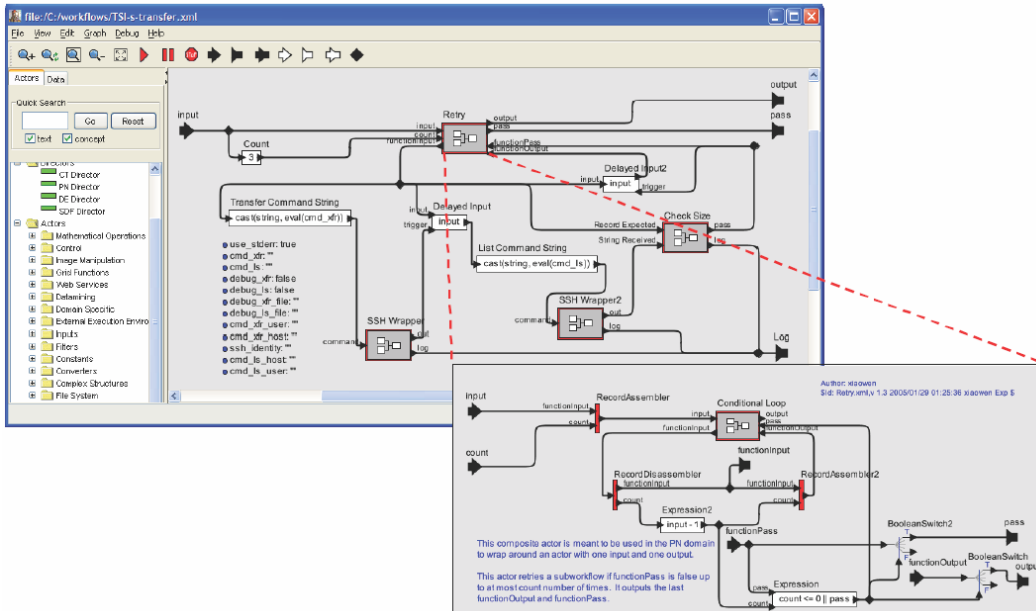 file:/C:/workflows/TSI-s-transfer.xml
File View Edit Graph Debug Help
STOP
Actors Data
Quick Search
Go Reset
text concept
Directors
CT Director
PN Director
DE Director
SDF Director
Actors
Mathematical Operations
Control
Image Manipulation
Grid Functions
Web Services
Datamining
Domain Specific
External Execution Enviro
Inputs
Filters
Constants
Converters
Complex Structures
File System
input
Count
3
Retry
input
count
functionInput
output
pass
functionPass
functionOutput
output
pass
Delayed Input2
input
input
trigger
Transfer Command String
cast(string, eval(cmd_xfr))
Delayed Input
input
trigger
input
List Command String
cast(string, eval(cmd_ls))
Check Size
Record Expected
String Received
pass
log
use_stderr: true
cmd_xfr: ""
cmd_ls: ""
debug_xfr: false
debug_ls: false
debug_xfr_file: ""
debug_ls_file: ""
cmd_xfr_user: ""
cmd_xfr_host: ""
ssh_identity: ""
cmd_ls_host: ""
cmd_ls_user: ""
SSH Wrapper
command
out
log
SSH Wrapper2
command
out
log
Log
Author: xiaowen
$Id: Retry.xml,v 1.3 2005/01/29 01:25:36 xiaowen Exp $
input
count
RecordAssembler
functionInput
count
Conditional Loop
input
functionInput
output
pass
functionOutput
functionInput
RecordDisassembler
functionInput
count
functionInput
count
RecordAssembler2
Expression2
input - 1
functionPass
BooleanSwitch2
T
F
pass
functionOutput
BooleanSwitch
T
F
outp
Expression
pass
count
count <= 0 || pass
This composite actor is meant to be used in the PN domain
to wrap around an actor with one input and one output.
This actor retries a subworkflow if functionPass is false up
to at most count number of times. It outputs the last
functionOutput and functionPass.